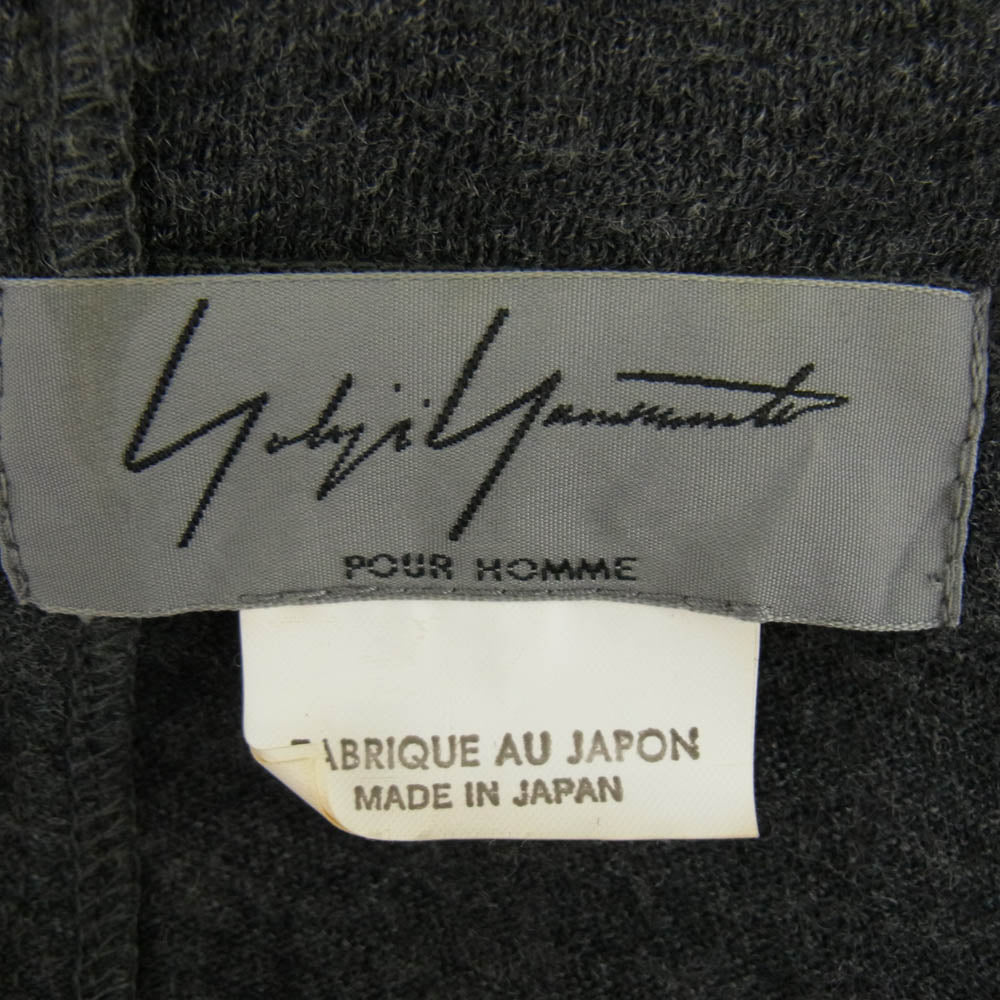 Yohji Yamamoto
POUR HOMME
FABRIQUE AU JAPON
MADE IN JAPAN